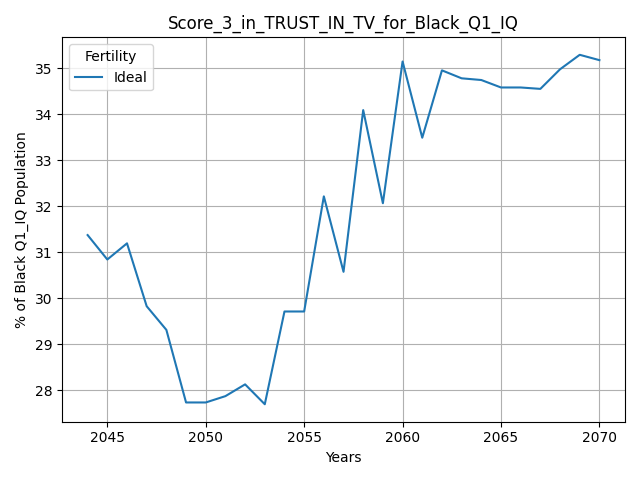 Score_3_in_TRUST_IN_TV_for_Black_Q1_IQ
Fertility
Ideal
% of Black Q1_IQ Population
35
34
33
32
31
30
29
28
2045 2050 2055 2060 2065 2070
Years